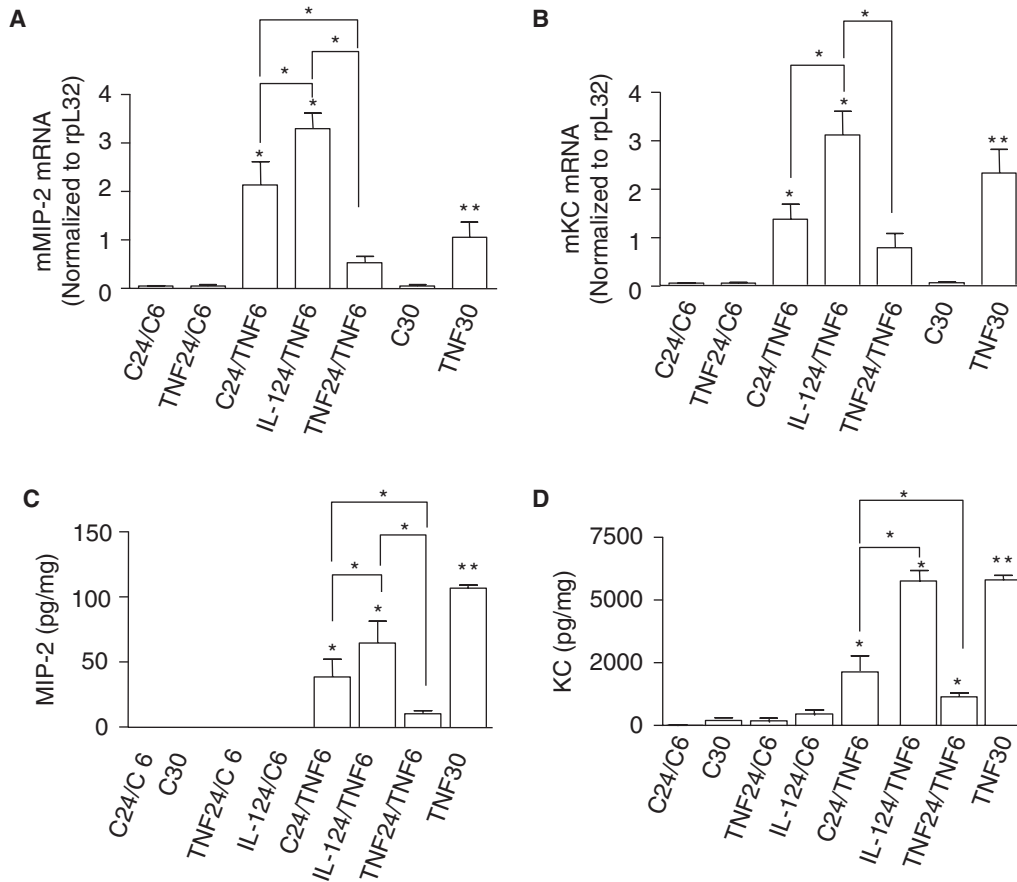 A
mMIP-2 mRNA
(Normalized to rpL32)
4
3
2
1
0
*
*
*
*
*
**
C24/C6
TNF24/C6
C24/TNF6
IL-124/TNF6
TNF24/TNF6
C30
TNF30
B
mKC mRNA
(Normalized to rpL32)
4
3
2
1
0
*
*
*
*
**
C24/C6
TNF24/C6
C24/TNF6
IL-124/TNF6
TNF24/TNF6
C30
TNF30
C
MIP-2 (pg/mg)
150
100
50
0
*
*
*
*
*
**
C24/C 6
C30
TNF24/C 6
IL-124/C6
C24/TNF6
IL-124/TNF6
TNF24/TNF6
TNF30
D
KC (pg/mg)
7500
5000
2000
0
*
*
*
*
*
**
C24/C6
C30
TNF24/C6
IL-124/C6
C24/TNF6
IL-124/TNF6
TNF24/TNF6
TNF30